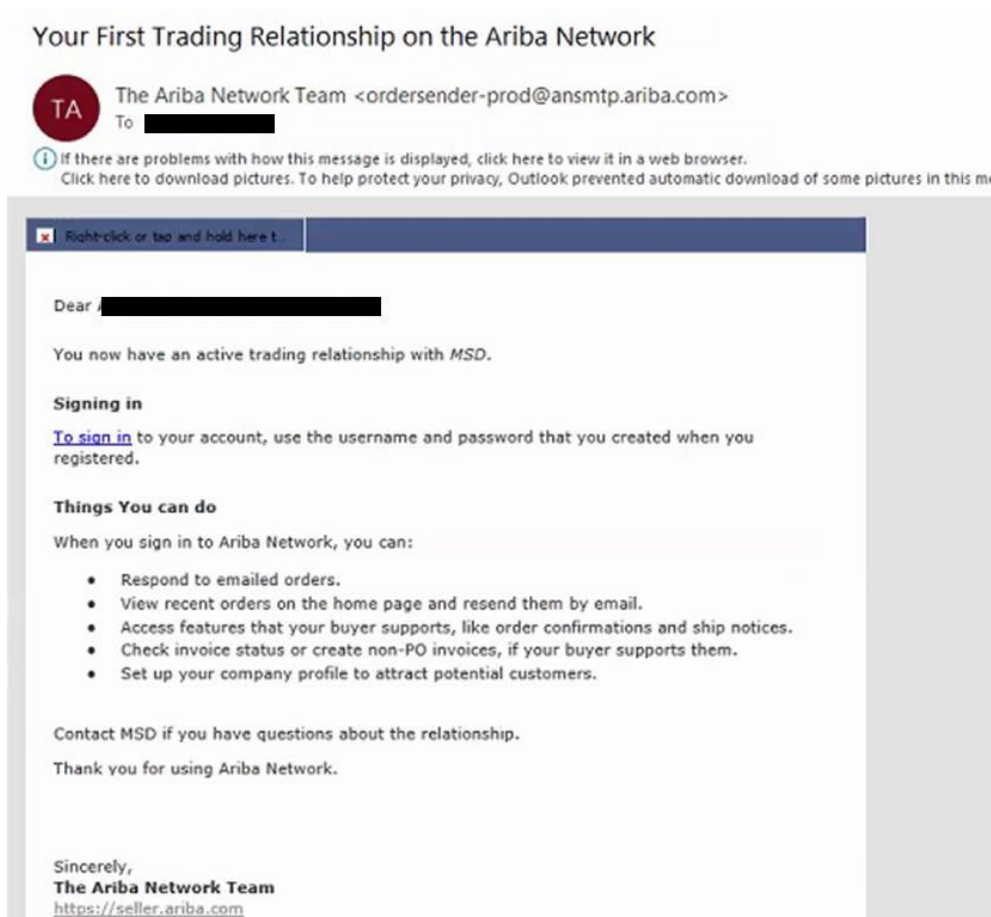 Your First Trading Relationship on the Ariba Network
TA
The Ariba Network Team <ordersender-prod@ansmtp.ariba.com>
To
If there are problems with how this message is displayed, click here to view it in a web browser.
Click here to download pictures. To help protect your privacy, Outlook prevented automatic download of some pictures in this
Right-click or tap and hold here t...
Dear
You now have an active trading relationship with MSD.
Signing in
To sign in to your account, use the username and password that you created when you
registered.
Things You can do
When you sign in to Ariba Network, you can:
• Respond to emailed orders.
• View recent orders on the home page and resend them by email.
• Access features that your buyer supports, like order confirmations and ship notices.
• Check invoice status or create non-PO invoices, if your buyer supports them.
• Set up your company profile to attract potential customers.
Contact MSD if you have questions about the relationship.
Thank you for using Ariba Network.
Sincerely,
The Ariba Network Team
https://seller.ariba.com